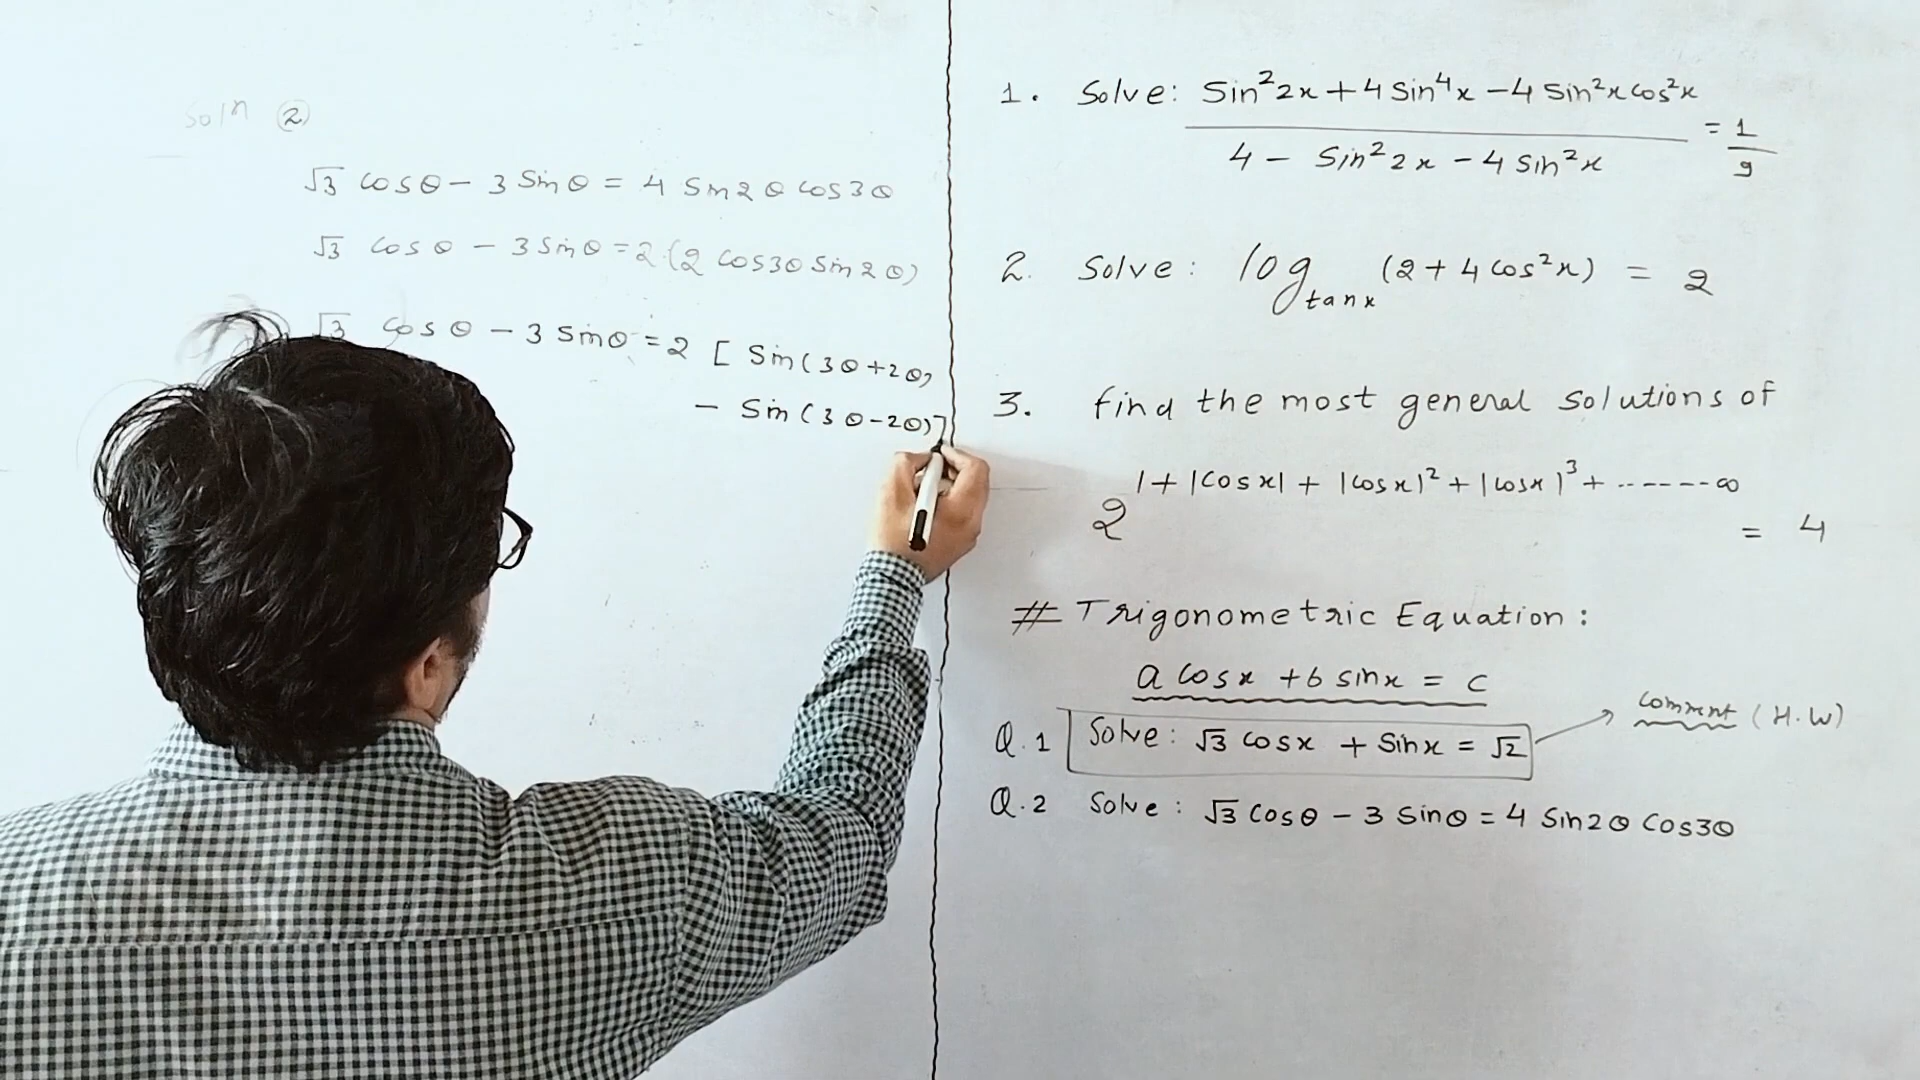 Soln ②
√3 cosθ - 3 Sinθ = 4 Sin2θ cos3θ
√3 cosθ - 3 Sinθ = 2 (2 cos3θ Sin2θ)
√3 cosθ - 3 Sinθ = 2 [ Sin(3θ+2θ)
- Sin(3θ-2θ)]
1. Solve: Sin²2x + 4 Sin⁴x - 4 Sin²x cos²x
= 1
4 - Sin²2x - 4 Sin²x
9
2. Solve: log tanx (2 + 4 cos²x) = 2
3. find the most general solutions of
1 + |cosx| + |cosx|² + |cosx|³ + ------∞
2
= 4
# Trigonometric Equation:
a cosx + b sinx = c
comment (H.W)
Q.1 Solve: √3 cosx + Sinx = √2
Q.2 Solve: √3 cosθ - 3 Sinθ = 4 Sin2θ Cos3θ